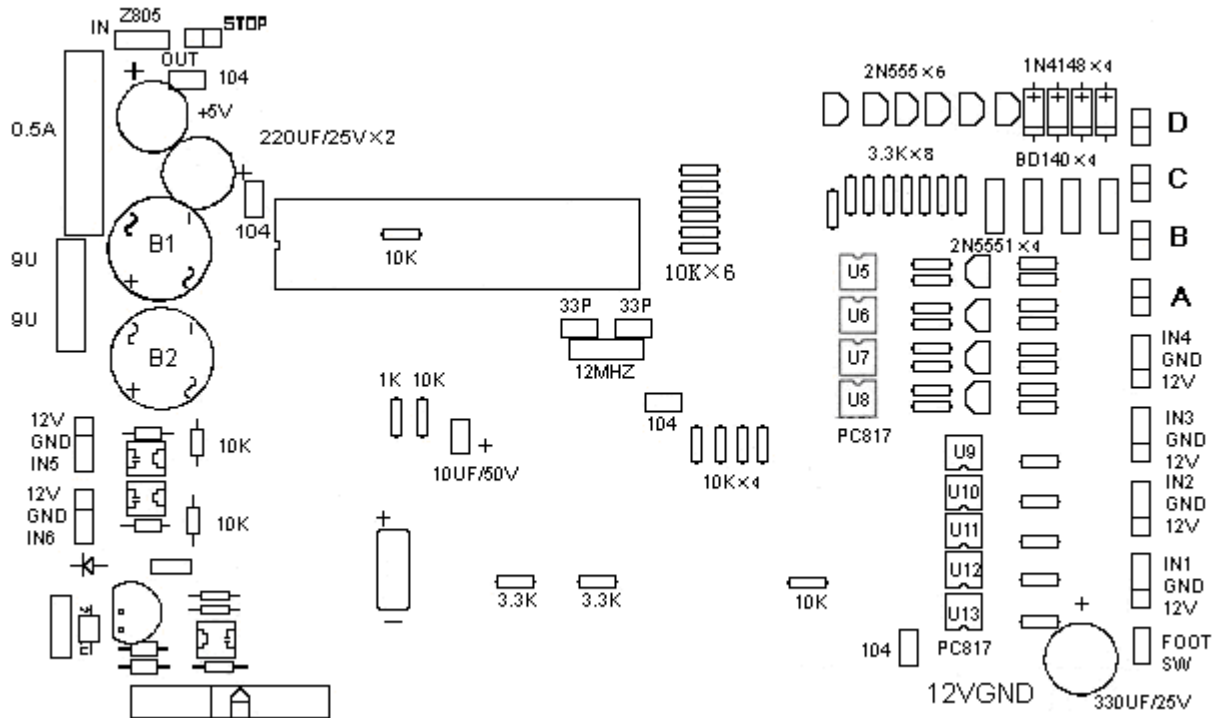 IN Z805 STOP
OUT 104
+5V
0.5A
220UF/25V×2
2N555×6 1N4148×4
3.3K×8 BD140×4
D
C
B
A
104
B1
10K
10K×6
2N5551×4
9U
9U
B2
U5
U6
U7
U8
PC817
33P 33P
12MHZ
1K 10K
104
10UF/50V
10K×4
12V
GND
IN5
10K
12V
GND
IN6
10K
IN4
GND
12V
IN3
GND
12V
IN2
GND
12V
IN1
GND
12V
U9
U10
U11
U12
U13
PC817
3.3K 3.3K
10K
104
12VGND
330UF/25V
FOOT
SW